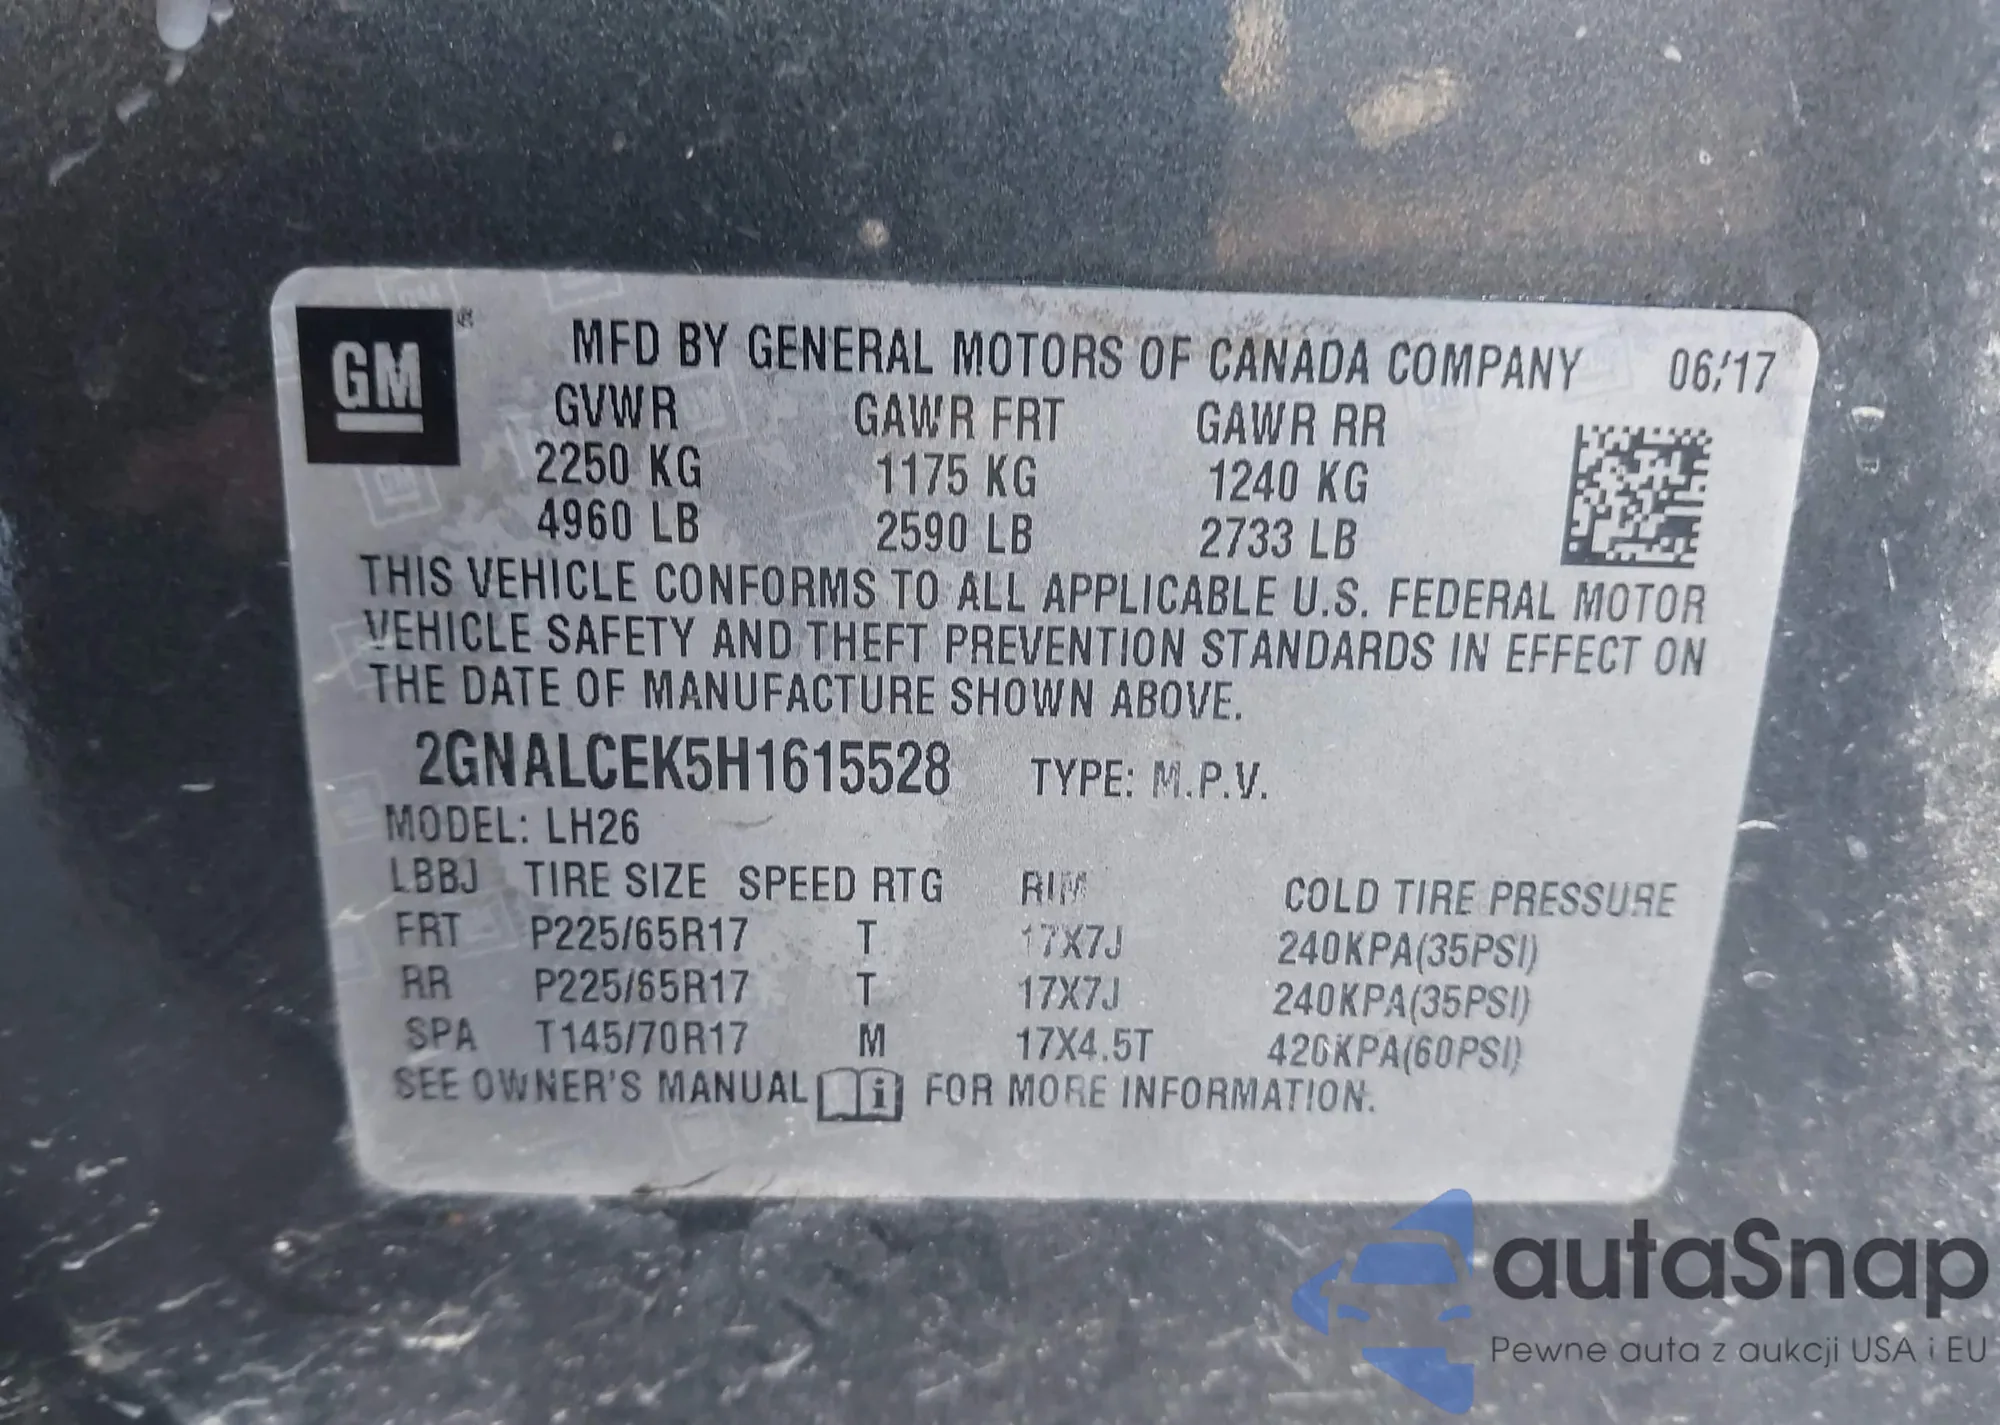 GM ®
MFD BY GENERAL MOTORS OF CANADA COMPANY 06/17
GVWR GAWR FRT GAWR RR
2250 KG 1175 KG 1240 KG
4960 LB 2590 LB 2733 LB
THIS VEHICLE CONFORMS TO ALL APPLICABLE U.S. FEDERAL MOTOR
VEHICLE SAFETY AND THEFT PREVENTION STANDARDS IN EFFECT ON
THE DATE OF MANUFACTURE SHOWN ABOVE.
2GNALCEK5H1615528 TYPE: M.P.V.
MODEL: LH26
LBBJ TIRE SIZE SPEED RTG RIM COLD TIRE PRESSURE
FRT P225/65R17 T 17X7J 240KPA(35PSI)
RR P225/65R17 T 17X7J 240KPA(35PSI)
SPA T145/70R17 M 17X4.5T 420KPA(60PSI)
SEE OWNER'S MANUAL i FOR MORE INFORMATION.
autaSnap
Pewne auta z aukcji USA i EU